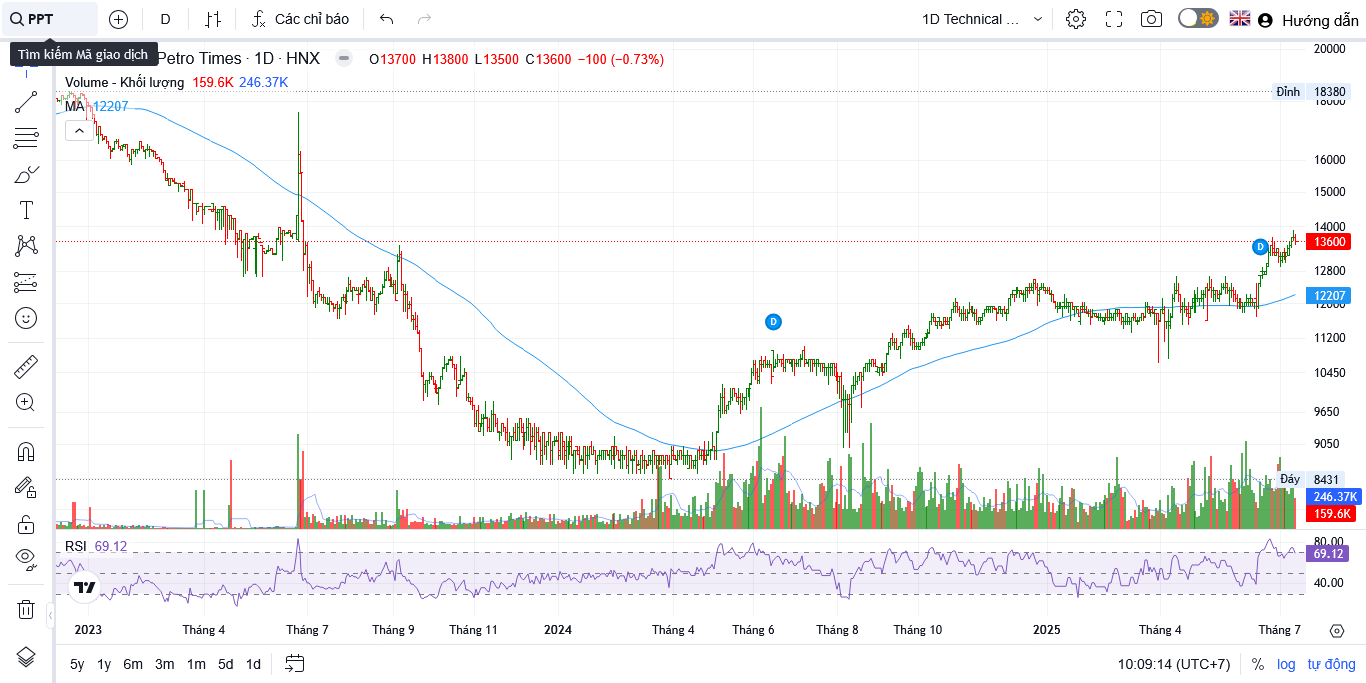 PPT
D
Các chỉ báo
1D Technical ...
Hướng dẫn
Tìm kiếm Mã giao dịch
Petro Times · 1D · HNX
O13700 H13800 L13500 C13600 −100 (−0.73%)
Volume - Khối lượng 159.6K 246.37K
MA 12207
20000
Đỉnh 18380
18000
16000
15000
14000
13600
12800
12207
12000
11200
10450
9650
9050
Đáy 8431
246.37K
159.6K
D
D
RSI 69.12
80.00
69.12
40.00
2023 Tháng 4 Tháng 7 Tháng 9 Tháng 11 2024 Tháng 4 Tháng 6 Tháng 8 Tháng 10 2025 Tháng 4 Tháng 7
5y 1y 6m 3m 1m 5d 1d
10:09:14 (UTC+7) % log tự động